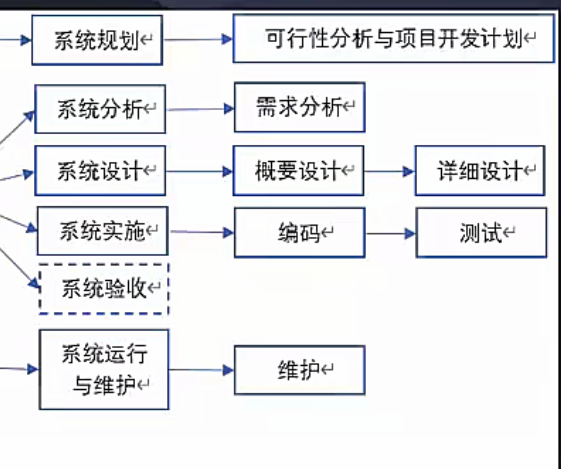 系统规划↵
可行性分析与项目开发计划↵
系统分析↵
需求分析↵
系统设计↵
概要设计↵
详细设计↵
系统实施↵
编码↵
测试↵
系统验收↵
系统运行
与维护↵
维护↵